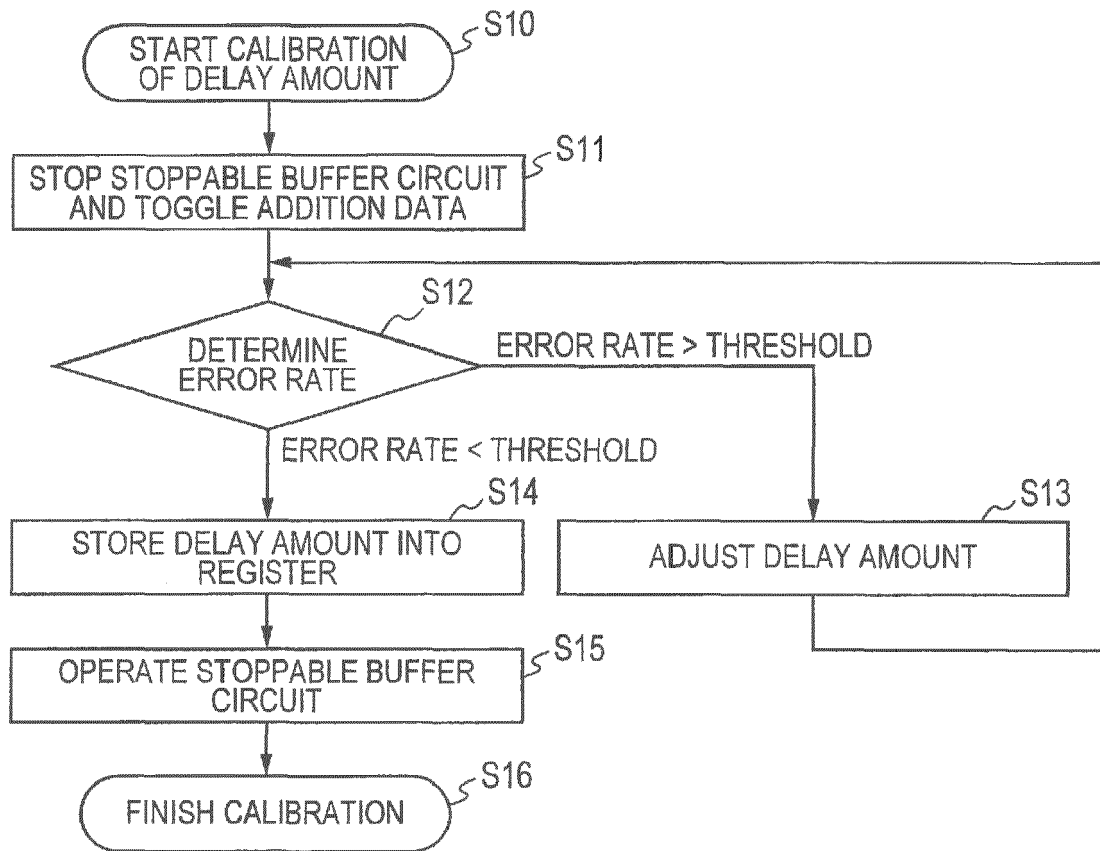 S10
START CALIBRATION
OF DELAY AMOUNT
S11
STOP STOPPABLE BUFFER CIRCUIT
AND TOGGLE ADDITION DATA
S12
DETERMINE
ERROR RATE
ERROR RATE > THRESHOLD
ERROR RATE < THRESHOLD
S14
STORE DELAY AMOUNT INTO
REGISTER
S13
ADJUST DELAY AMOUNT
S15
OPERATE STOPPABLE BUFFER
CIRCUIT
S16
FINISH CALIBRATION